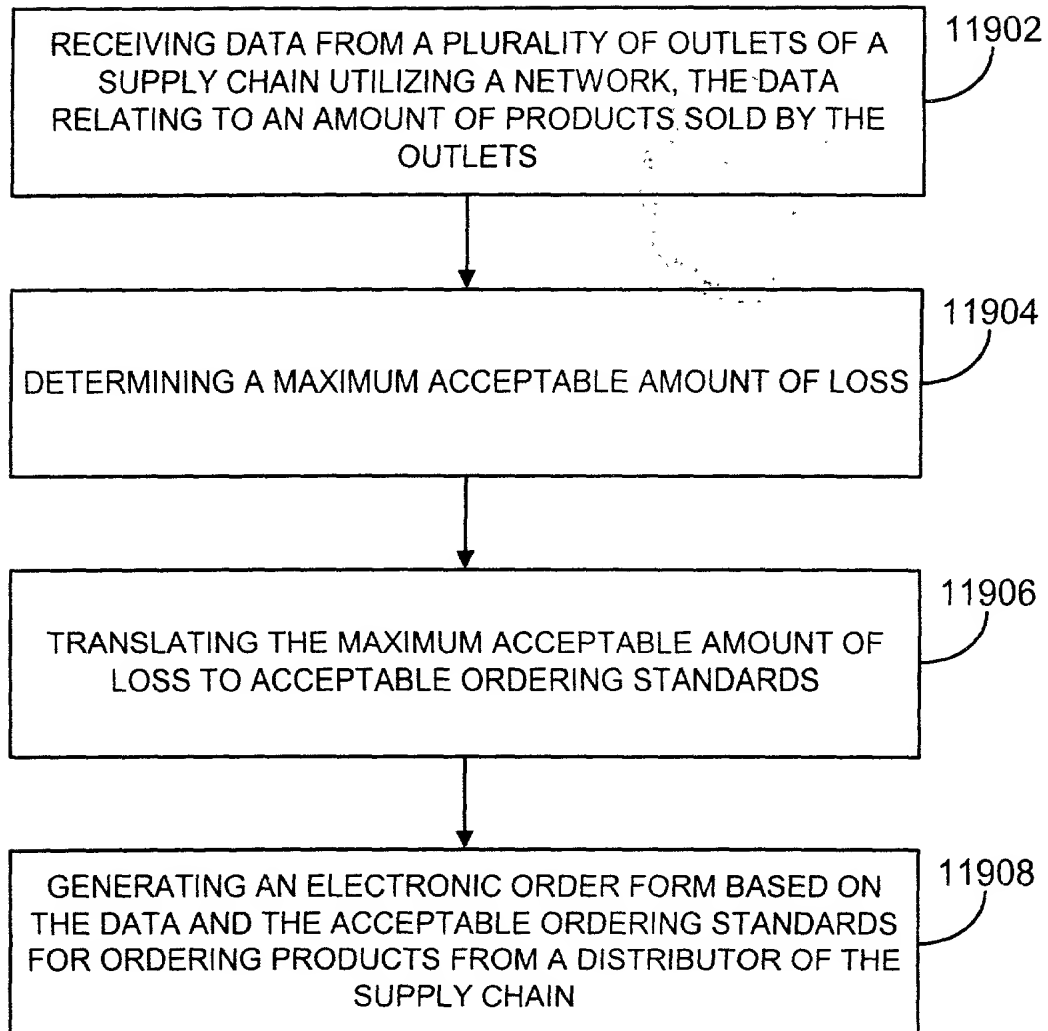 RECEIVING DATA FROM A PLURALITY OF OUTLETS OF A
SUPPLY CHAIN UTILIZING A NETWORK, THE DATA
RELATING TO AN AMOUNT OF PRODUCTS SOLD BY THE
OUTLETS
11902
DETERMINING A MAXIMUM ACCEPTABLE AMOUNT OF LOSS
11904
TRANSLATING THE MAXIMUM ACCEPTABLE AMOUNT OF
LOSS TO ACCEPTABLE ORDERING STANDARDS
11906
GENERATING AN ELECTRONIC ORDER FORM BASED ON
THE DATA AND THE ACCEPTABLE ORDERING STANDARDS
FOR ORDERING PRODUCTS FROM A DISTRIBUTOR OF THE
SUPPLY CHAIN
11908